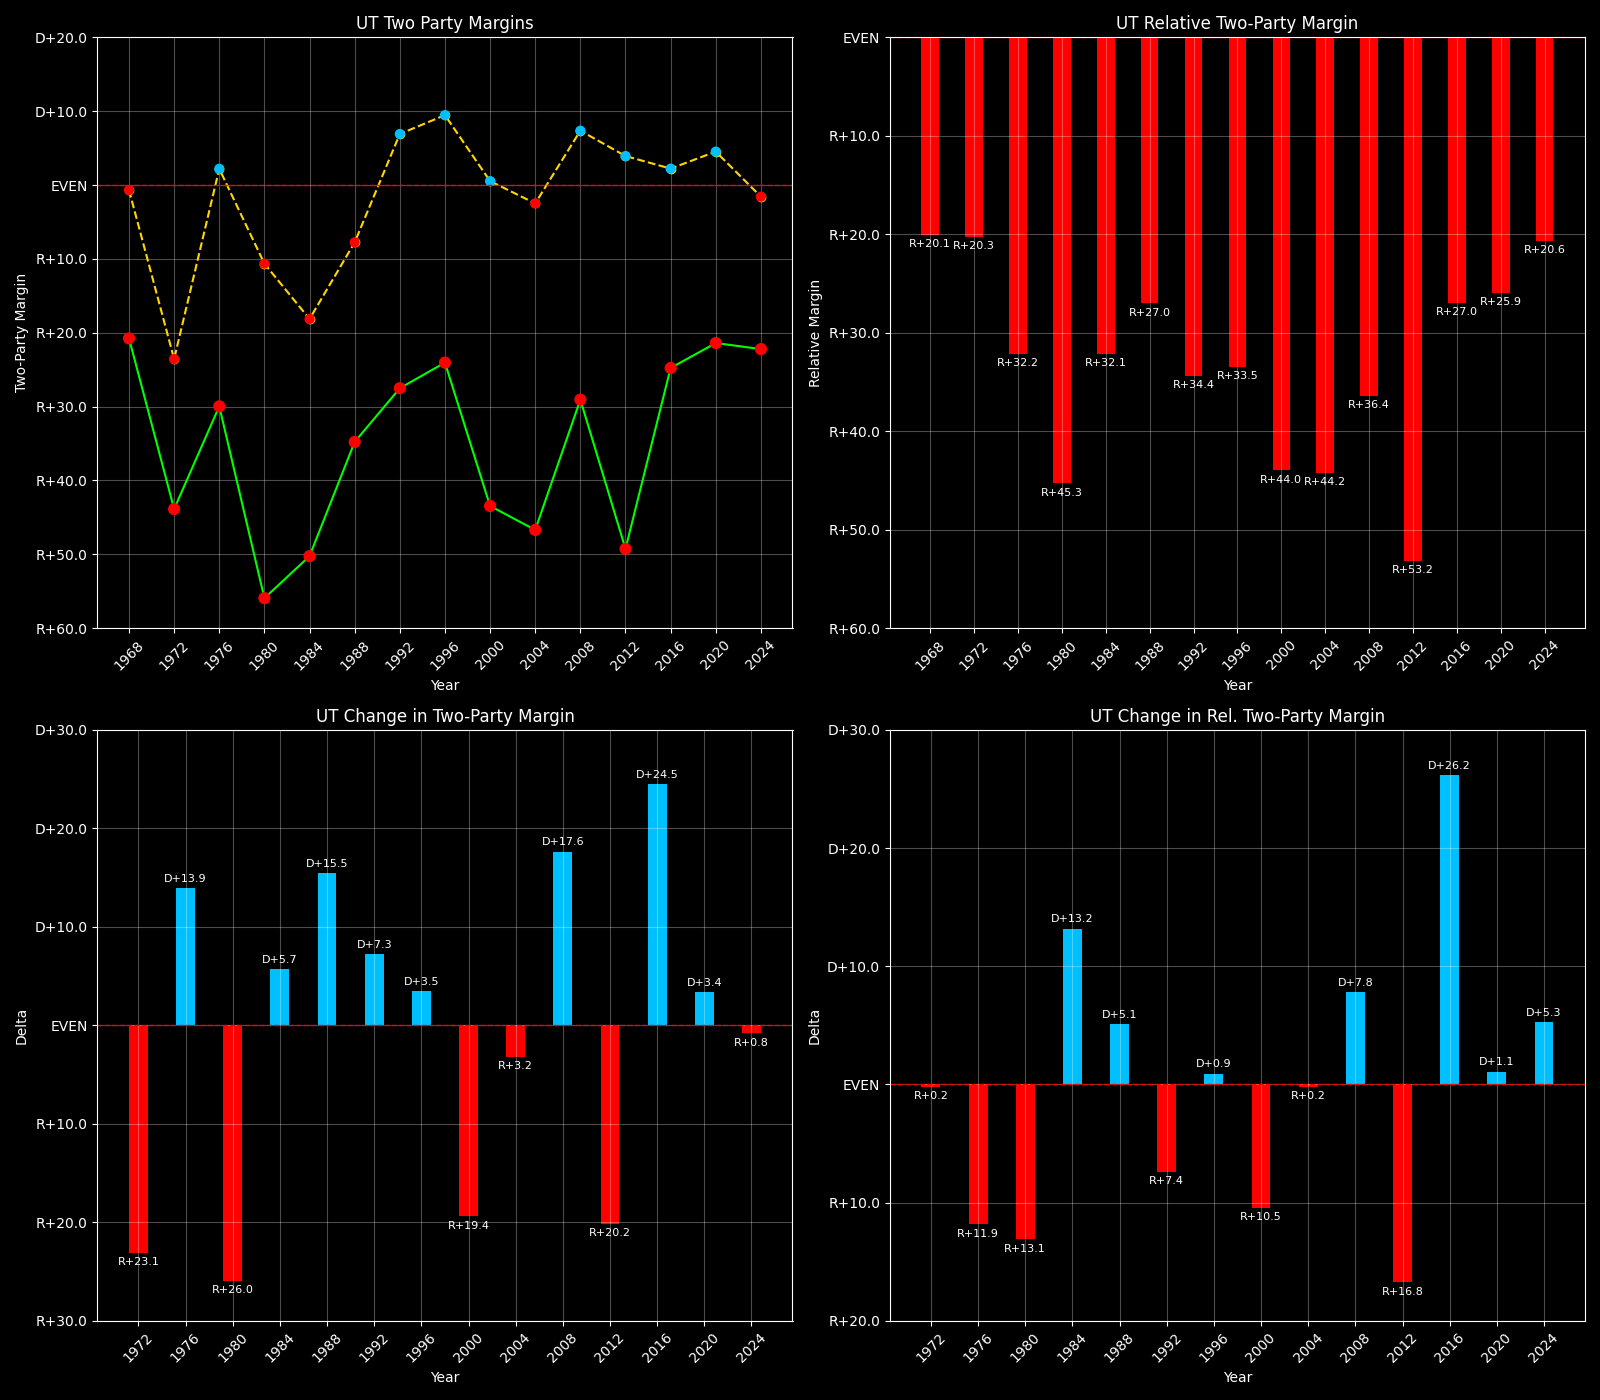 UT Two Party Margins
D+20.0
D+10.0
EVEN
R+10.0
R+20.0
R+30.0
R+40.0
R+50.0
R+60.0
Two-Party Margin
1968 1972 1976 1980 1984 1988 1992 1996 2000 2004 2008 2012 2016 2020 2024
Year
UT Relative Two-Party Margin
EVEN
R+10.0
R+20.0
R+30.0
R+40.0
R+50.0
R+60.0
Relative Margin
R+20.1 R+20.3 R+32.2 R+45.3 R+32.1 R+27.0 R+34.4 R+33.5 R+44.0 R+44.2 R+36.4 R+53.2 R+27.0 R+25.9 R+20.6
1968 1972 1976 1980 1984 1988 1992 1996 2000 2004 2008 2012 2016 2020 2024
Year
UT Change in Two-Party Margin
D+30.0
D+20.0
D+10.0
EVEN
R+10.0
R+20.0
R+30.0
Delta
R+23.1 D+13.9 R+26.0 D+5.7 D+15.5 D+7.3 D+3.5 R+19.4 R+3.2 D+17.6 R+20.2 D+24.5 D+3.4 R+0.8
1972 1976 1980 1984 1988 1992 1996 2000 2004 2008 2012 2016 2020 2024
Year
UT Change in Rel. Two-Party Margin
D+30.0
D+20.0
D+10.0
EVEN
R+10.0
R+20.0
Delta
R+0.2 R+11.9 R+13.1 D+13.2 D+5.1 R+7.4 D+0.9 R+10.5 R+0.2 D+7.8 R+16.8 D+26.2 D+1.1 D+5.3
1972 1976 1980 1984 1988 1992 1996 2000 2004 2008 2012 2016 2020 2024
Year